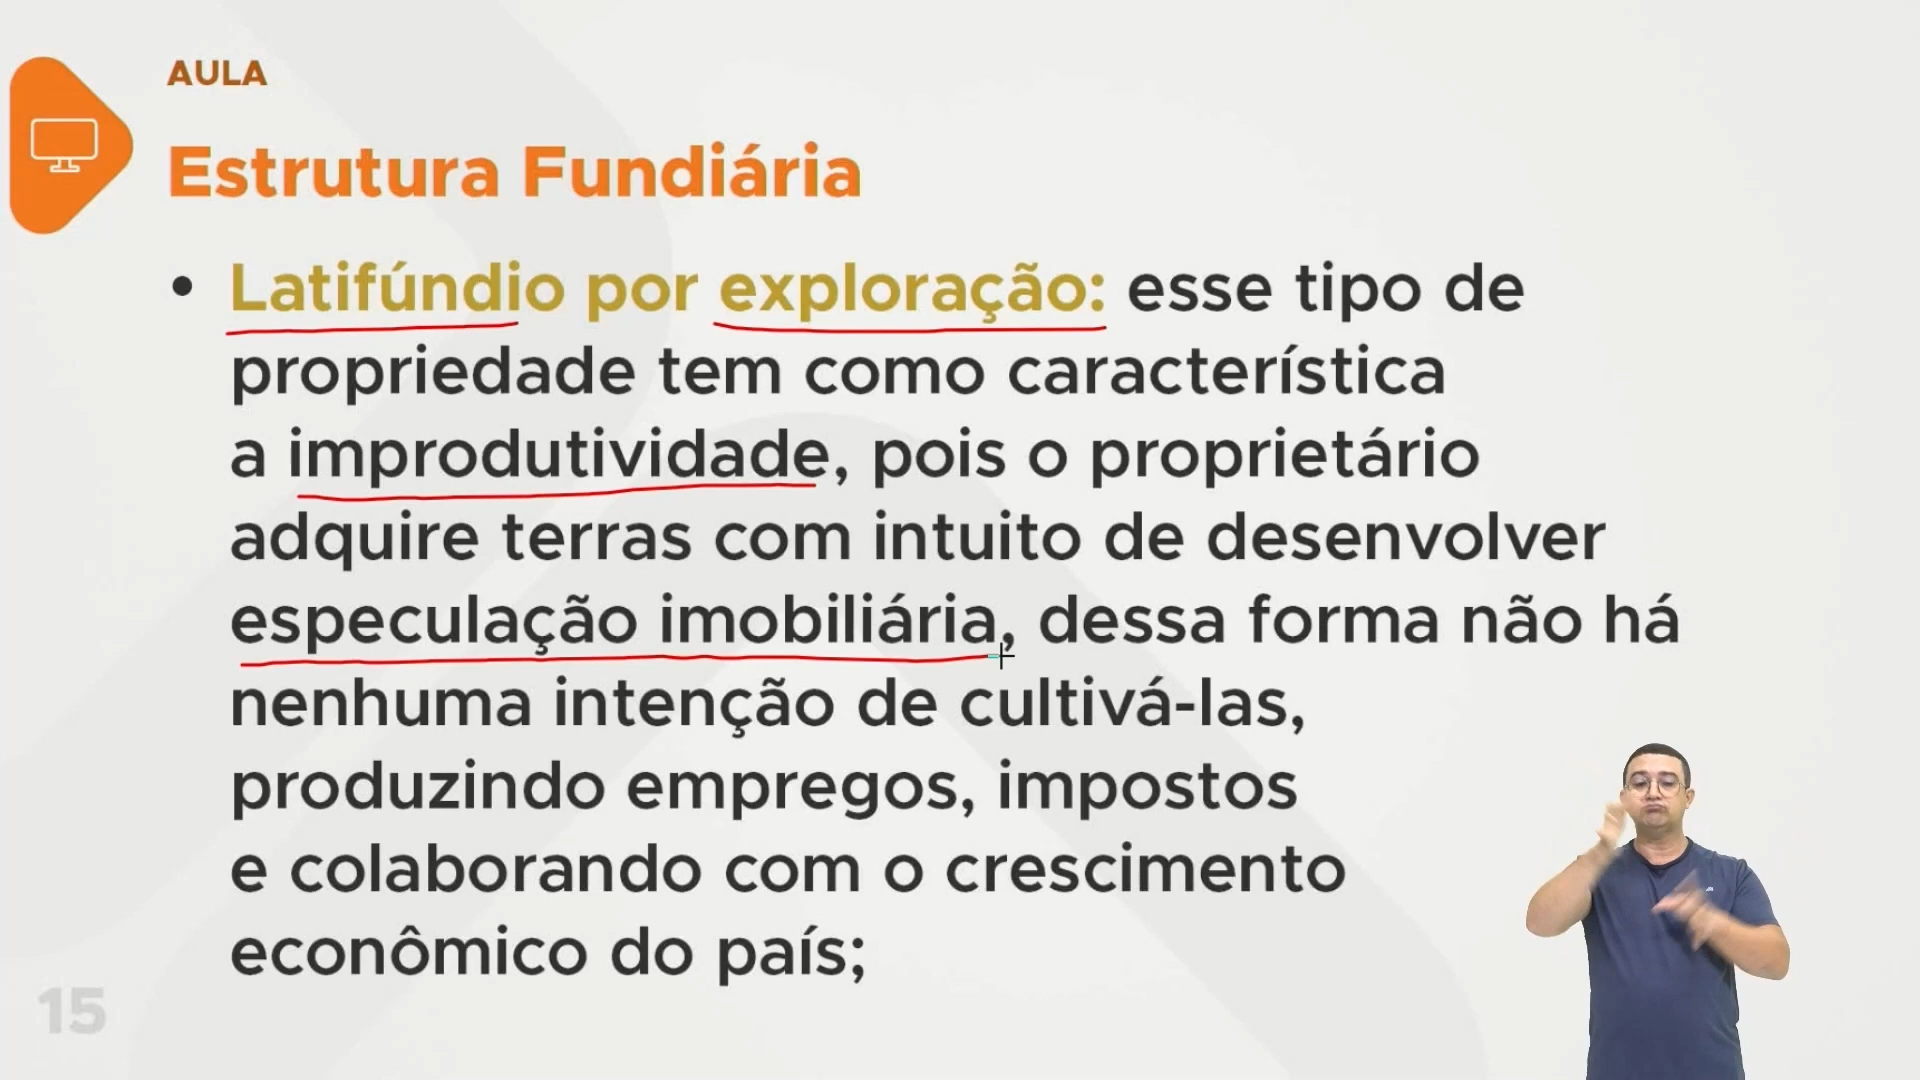 AULA
Estrutura Fundiária
• Latifúndio por exploração: esse tipo de
propriedade tem como característica
a improdutividade, pois o proprietário
adquire terras com intuito de desenvolver
especulação imobiliária, dessa forma não há
nenhuma intenção de cultivá-las,
produzindo empregos, impostos
e colaborando com o crescimento
econômico do país;
15